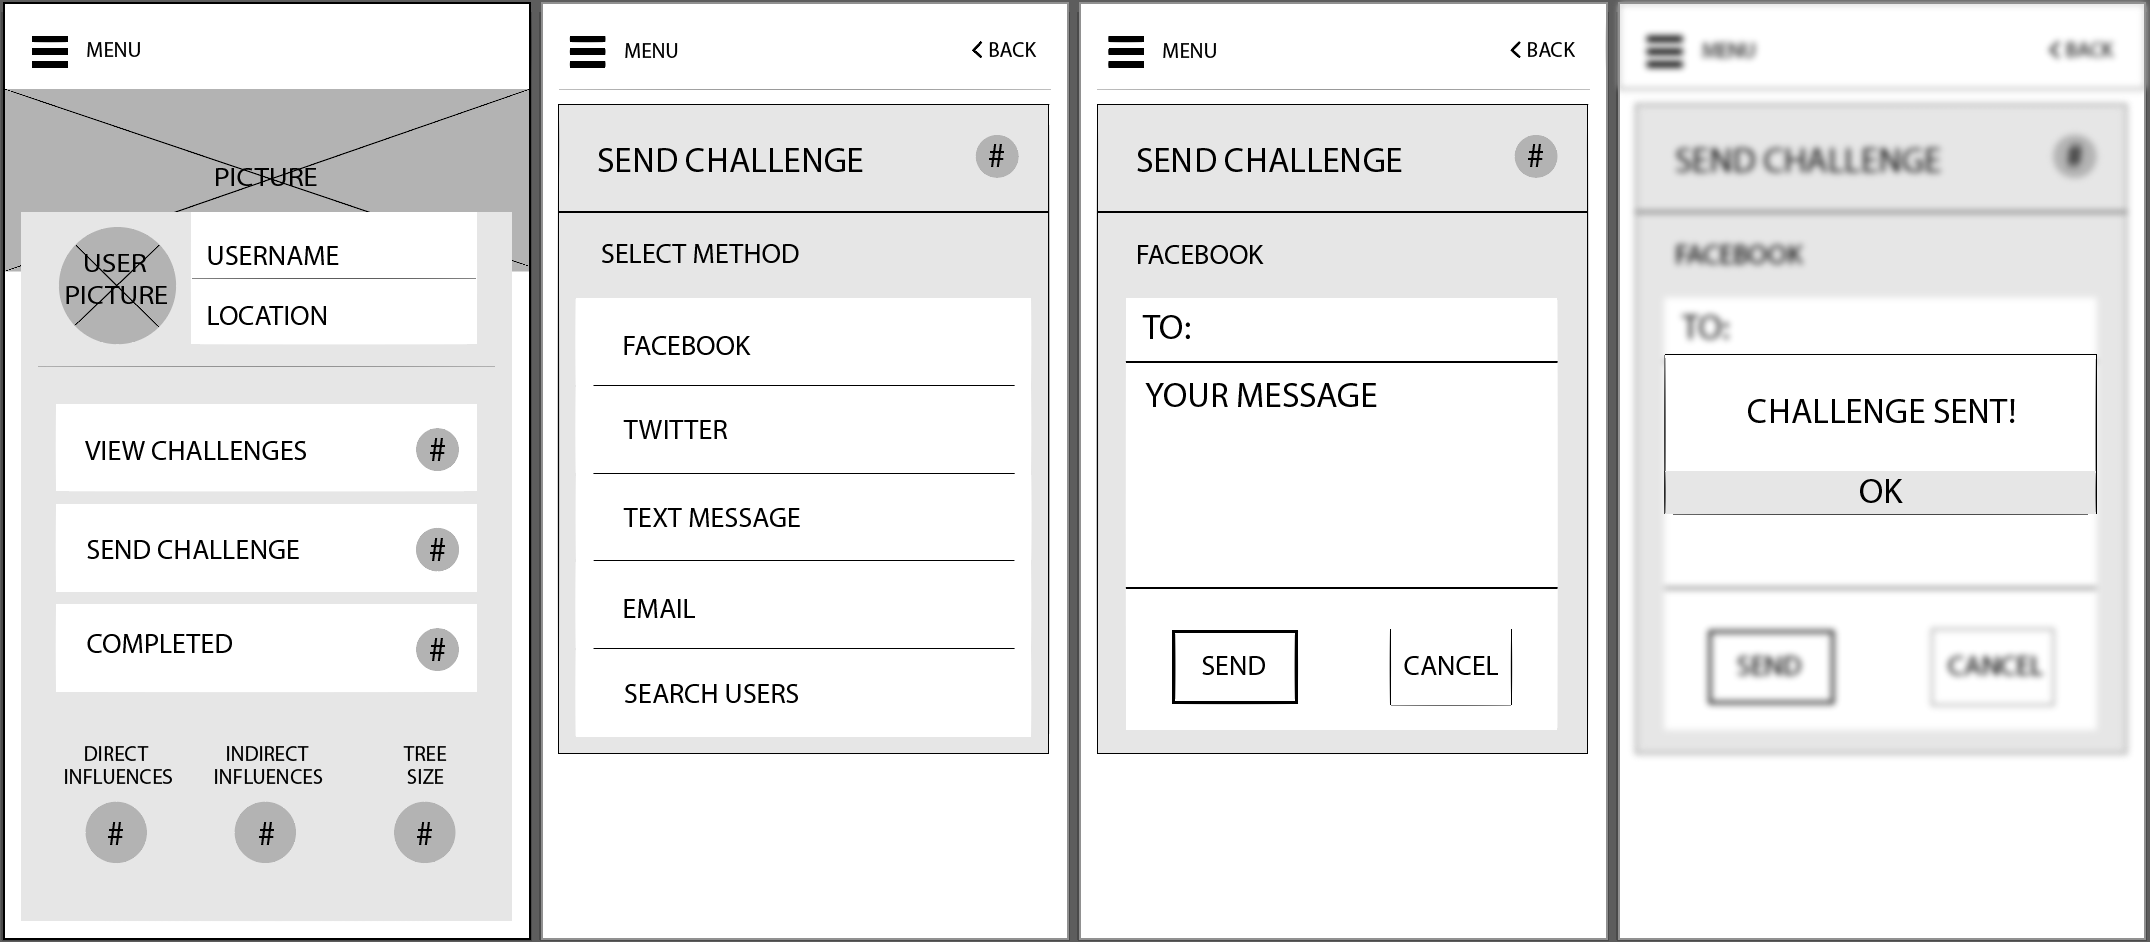 MENU
PICTURE
USER
PICTURE
USERNAME
LOCATION
VIEW CHALLENGES #
SEND CHALLENGE #
COMPLETED #
DIRECT
INFLUENCES
#
INDIRECT
INFLUENCES
#
TREE
SIZE
#
MENU < BACK
SEND CHALLENGE #
SELECT METHOD
FACEBOOK
TWITTER
TEXT MESSAGE
EMAIL
SEARCH USERS
MENU < BACK
SEND CHALLENGE #
FACEBOOK
TO:
YOUR MESSAGE
SEND CANCEL
MENU < BACK
SEND CHALLENGE #
FACEBOOK
TO:
CHALLENGE SENT!
OK
SEND CANCEL